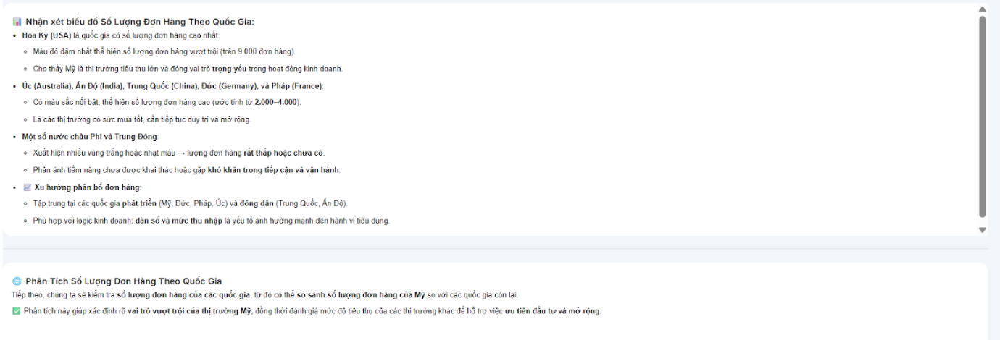 📊 Nhận xét biểu đồ Số Lượng Đơn Hàng Theo Quốc Gia:
• Hoa Kỳ (USA) là quốc gia có số lượng đơn hàng cao nhất:
◦ Màu đỏ đậm nhất thể hiện số lượng đơn hàng vượt trội (trên 9.000 đơn hàng).
◦ Cho thấy Mỹ là thị trường tiêu thụ lớn và đóng vai trò trọng yếu trong hoạt động kinh doanh.
• Úc (Australia), Ấn Độ (India), Trung Quốc (China), Đức (Germany), và Pháp (France):
◦ Có màu sắc nổi bật, thể hiện số lượng đơn hàng cao (ước tính từ 2.000–4.000).
◦ Là các thị trường có sức mua tốt, cần tiếp tục duy trì và mở rộng.
• Một số nước châu Phi và Trung Đông:
◦ Xuất hiện nhiều vùng trắng hoặc nhạt màu → lượng đơn hàng rất thấp hoặc chưa có.
◦ Phản ánh tiềm năng chưa được khai thác hoặc gặp khó khăn trong tiếp cận và vận hành.
• 📈 Xu hướng phân bố đơn hàng:
◦ Tập trung tại các quốc gia phát triển (Mỹ, Đức, Pháp, Úc) và đông dân (Trung Quốc, Ấn Độ).
◦ Phù hợp với logic kinh doanh: dân số và mức thu nhập là yếu tố ảnh hưởng mạnh đến hành vi tiêu dùng.
🌐 Phân Tích Số Lượng Đơn Hàng Theo Quốc Gia
Tiếp theo, chúng ta sẽ kiểm tra số lượng đơn hàng của các quốc gia, từ đó có thể so sánh số lượng đơn hàng của Mỹ so với các quốc gia còn lại.
✅ Phân tích này giúp xác định rõ vai trò vượt trội của thị trường Mỹ, đồng thời đánh giá mức độ tiêu thụ của các thị trường khác để hỗ trợ việc ưu tiên đầu tư và mở rộng.